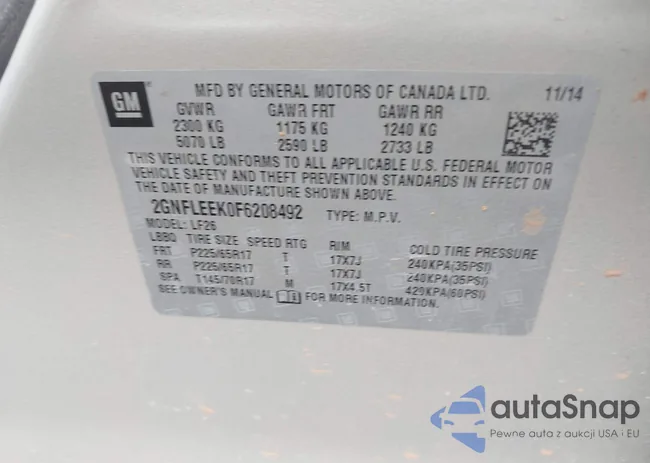 GM
MFD BY GENERAL MOTORS OF CANADA LTD. 11/14
GVWR GAWR FRT GAWR RR
2300 KG 1175 KG 1240 KG
5070 LB 2590 LB 2733 LB
THIS VEHICLE CONFORMS TO ALL APPLICABLE U.S. FEDERAL MOTOR
VEHICLE SAFETY AND THEFT PREVENTION STANDARDS IN EFFECT ON
THE DATE OF MANUFACTURE SHOWN ABOVE.
2GNFLEEK0F6208492 TYPE: M.P.V.
MODEL: LF26
LBBQ TIRE SIZE SPEED RTG RIM COLD TIRE PRESSURE
FRT P225/65R17 T 17X7J 240KPA(35PSI)
RR P225/65R17 T 17X7J 240KPA(35PSI)
SPA T145/70R17 M 17X4.5T 420KPA(60PSI)
SEE OWNER'S MANUAL FOR MORE INFORMATION.
autoSnap
Pewne auta z aukcji USA i EU